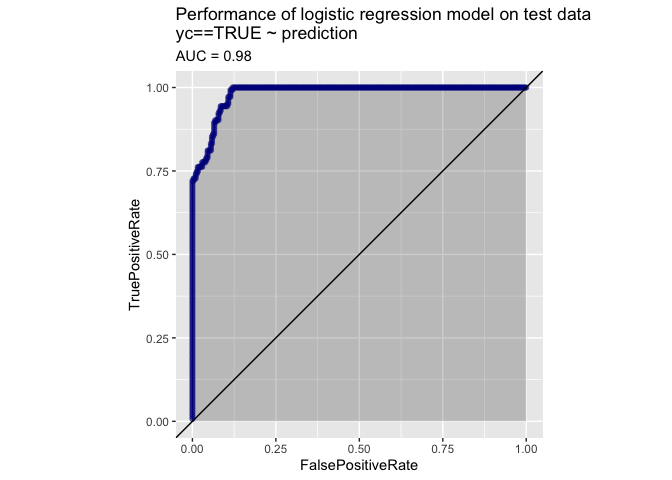 Performance of logistic regression model on test data
yc==TRUE ~ prediction
AUC = 0.98
1.00
0.75
0.50
0.25
0.00
TruePositiveRate
0.00 0.25 0.50 0.75 1.00
FalsePositiveRate